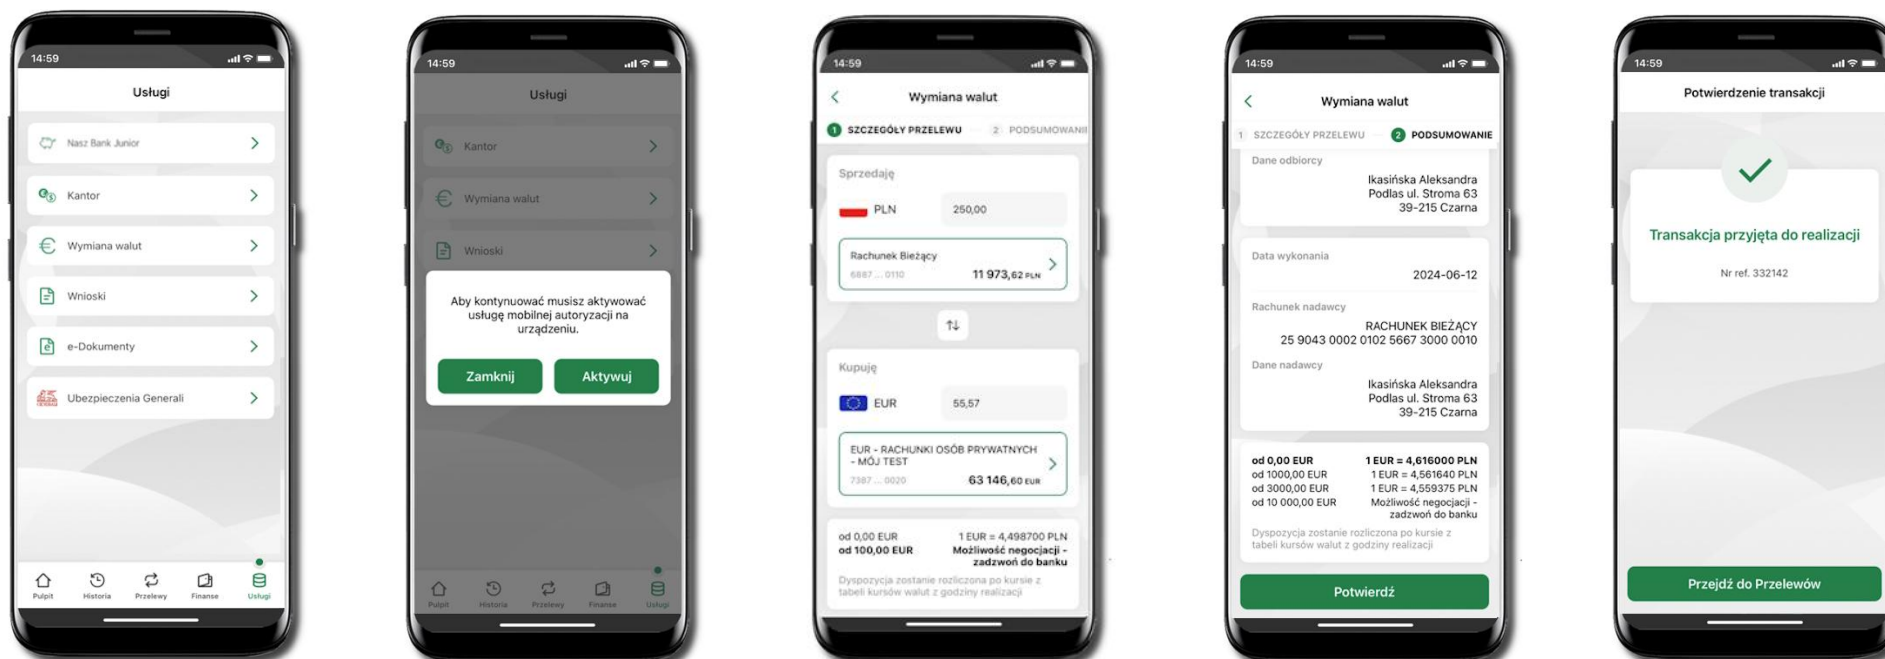 14:59
Usługi
Nasz Bank Junior
Kantor
Wymiana walut
Wnioski
e-Dokumenty
Ubezpieczenia Generali
Pulpit
Historia
Przelewy
Finanse
Usługi
14:59
Usługi
Kantor
Wymiana walut
Wnioski
Aby kontynuować musisz aktywować
usługę mobilnej autoryzacji na
urządzeniu.
Zamknij
Aktywuj
Pulpit
Historia
Przelewy
Finanse
Usługi
14:59
Wymiana walut
1 SZCZEGÓŁY PRZELEWU
2 PODSUMOWANIE
Sprzedaję
PLN
250,00
Rachunek Bieżący
6887 ... 0110
11 973,62 PLN
Kupuję
EUR
55,57
EUR - RACHUNKI OSÓB PRYWATNYCH
- MÓJ TEST
7387 ... 0020
63 146,60 EUR
od 0,00 EUR 1 EUR = 4,498700 PLN
od 100,00 EUR Możliwość negocjacji -
zadzwoń do banku
Dyspozycja zostanie rozliczona po kursie z
tabeli kursów walut z godziny realizacji
14:59
Wymiana walut
1 SZCZEGÓŁY PRZELEWU
2 PODSUMOWANIE
Dane odbiorcy
Ikasińska Aleksandra
Podlas ul. Stroma 63
39-215 Czarna
Data wykonania
2024-06-12
Rachunek nadawcy
RACHUNEK BIEŻĄCY
25 9043 0002 0102 5667 3000 0010
Dane nadawcy
Ikasińska Aleksandra
Podlas ul. Stroma 63
39-215 Czarna
od 0,00 EUR 1 EUR = 4,616000 PLN
od 1000,00 EUR 1 EUR = 4,561640 PLN
od 3000,00 EUR 1 EUR = 4,559375 PLN
od 10 000,00 EUR Możliwość negocjacji -
zadzwoń do banku
Dyspozycja zostanie rozliczona po kursie z
tabeli kursów walut z godziny realizacji
Potwierdź
14:59
Potwierdzenie transakcji
Transakcja przyjęta do realizacji
Nr ref. 332142
Przejdź do Przelewów